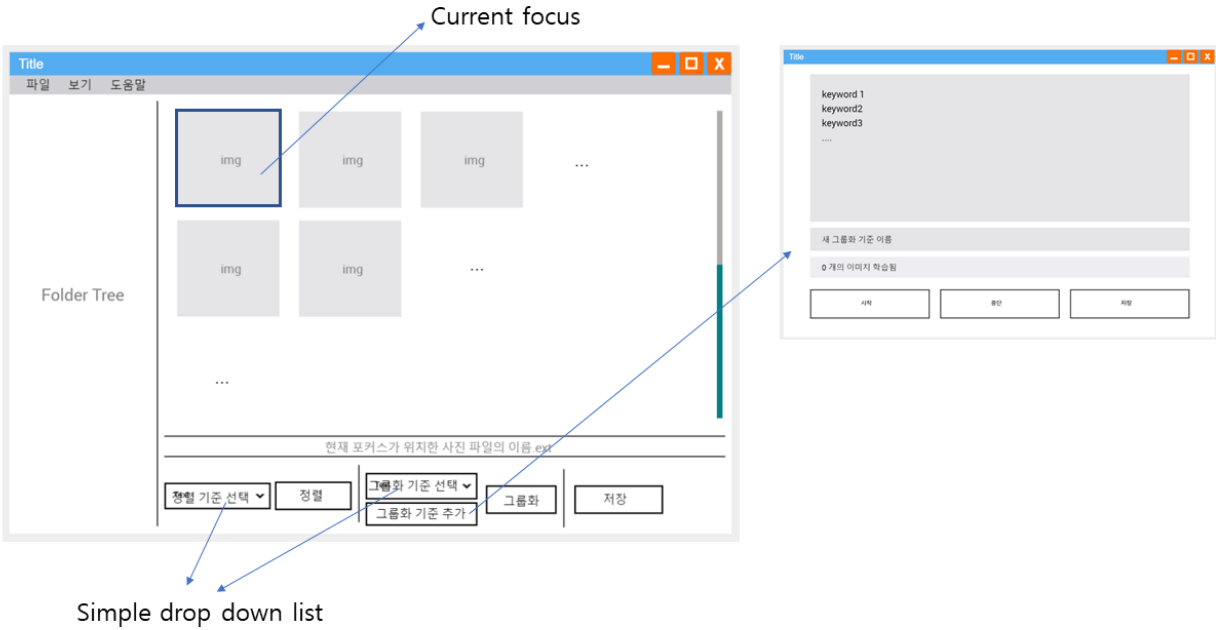 Current focus
Title
파일 보기 도움말
img img img ...
img img ...
Folder Tree
...
현재 포커스가 위치한 사진 파일의 이름.ext
정렬 기준 선택
정렬
그룹화 기준 선택
그룹화 기준 추가
그룹화
저장
Simple drop down list
Title
keyword 1
keyword2
keyword3
....
새 그룹화 기준 이름
0 개의 이미지 학습됨
시작 중단 저장